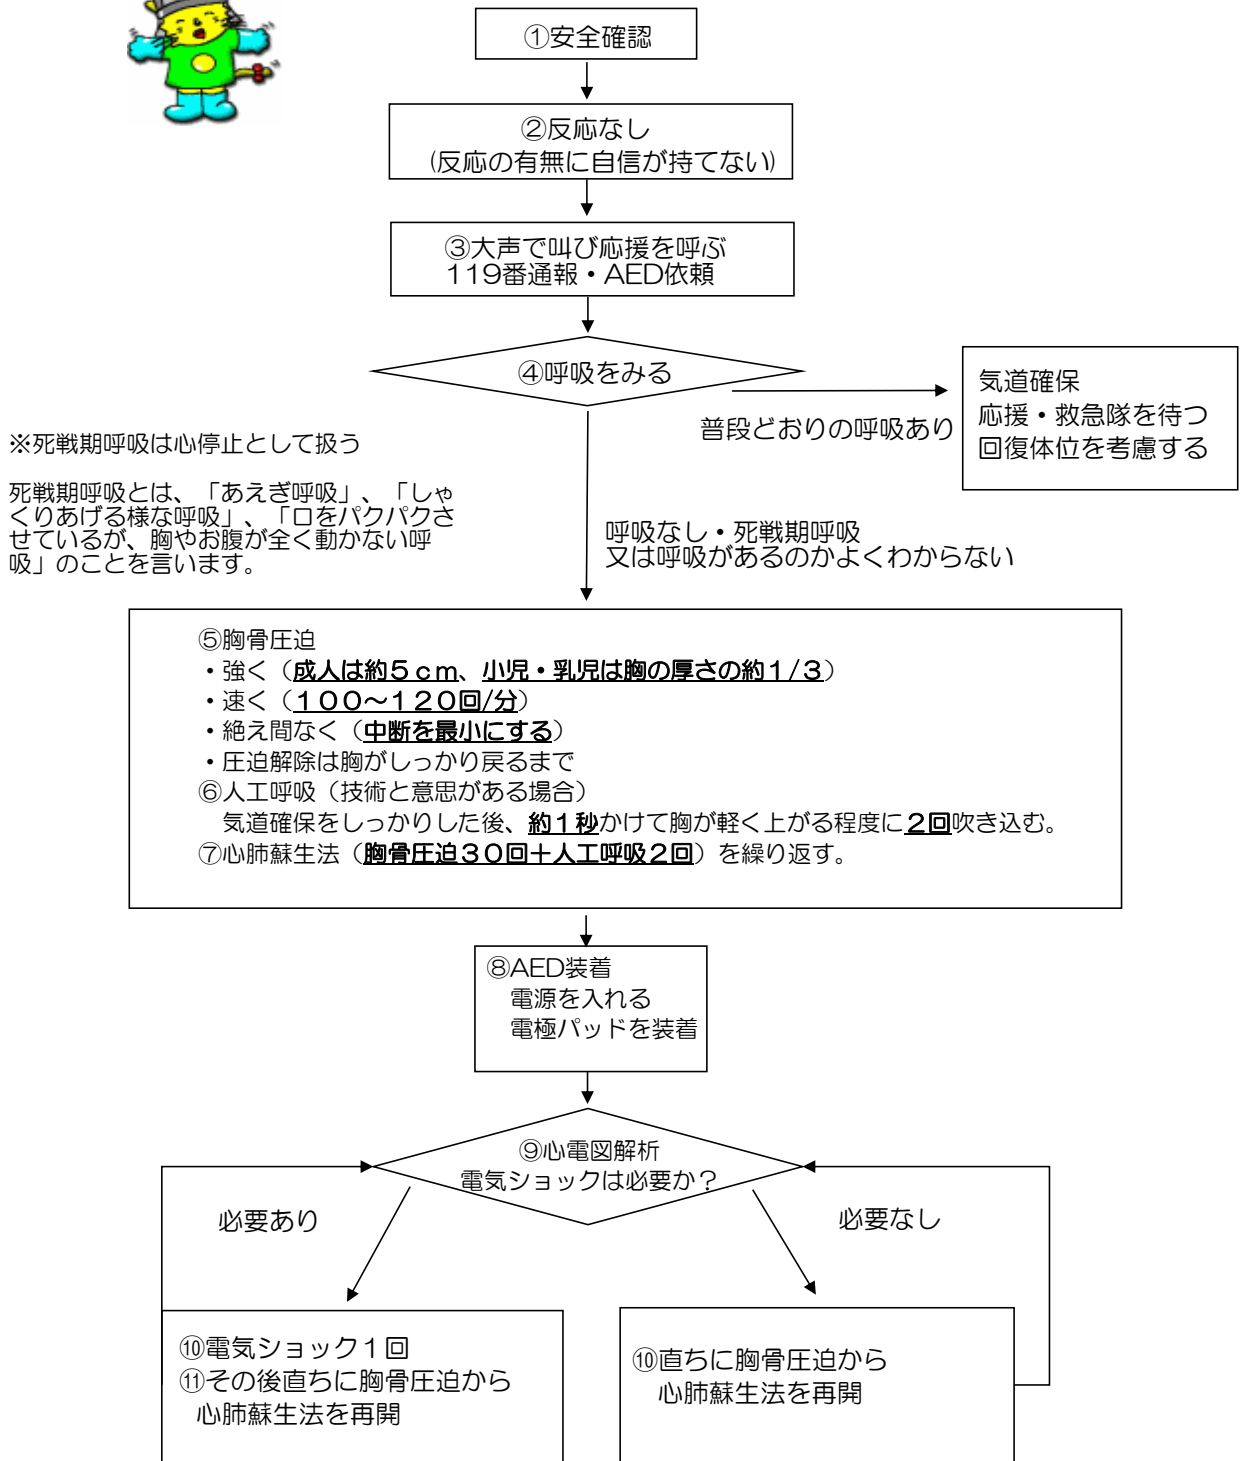 ①安全確認
②反応なし
(反応の有無に自信が持てない)
③大声で叫び応援を呼ぶ
119番通報・AED依頼
④呼吸をみる
気道確保
応援・救急隊を待つ
回復体位を考慮する
普段どおりの呼吸あり
※死戦期呼吸は心停止として扱う
死戦期呼吸とは、「あえぎ呼吸」、「しゃ
くりあげる様な呼吸」、「口をパクパクさ
せているが、胸やお腹が全く動かない呼
吸」のことを言います。
呼吸なし・死戦期呼吸
又は呼吸があるのかよくわからない
⑤胸骨圧迫
・強く（成人は約５ｃｍ、小児・乳児は胸の厚さの約１/３）
・速く（１００～１２０回/分）
・絶え間なく（中断を最小にする）
・圧迫解除は胸がしっかり戻るまで
⑥人工呼吸（技術と意思がある場合）
気道確保をしっかりした後、約１秒かけて胸が軽く上がる程度に２回吹き込む。
⑦心肺蘇生法（胸骨圧迫３０回＋人工呼吸２回）を繰り返す。
⑧AED装着
電源を入れる
電極パッドを装着
⑨心電図解析
電気ショックは必要か？
必要あり
必要なし
⑩電気ショック１回
⑪その後直ちに胸骨圧迫から
心肺蘇生法を再開
⑩直ちに胸骨圧迫から
心肺蘇生法を再開